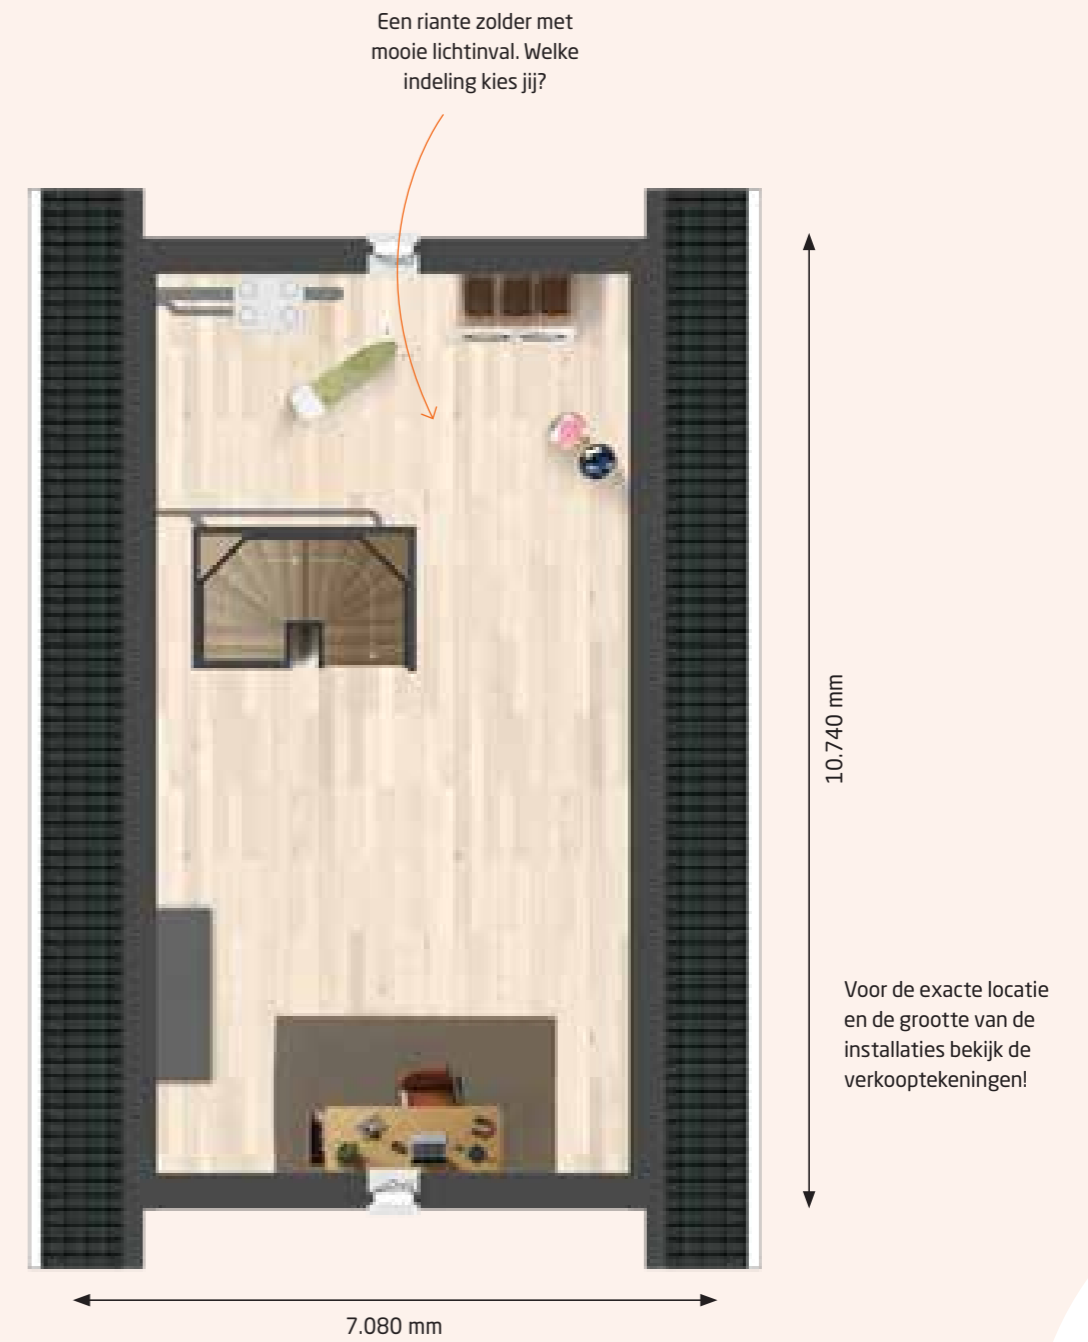 Een riante zolder met
mooie lichtinval. Welke
indeling kies jij?
10.740 mm
Voor de exacte locatie
en de grootte van de
installaties bekijk de
verkooptekeningen!
7.080 mm